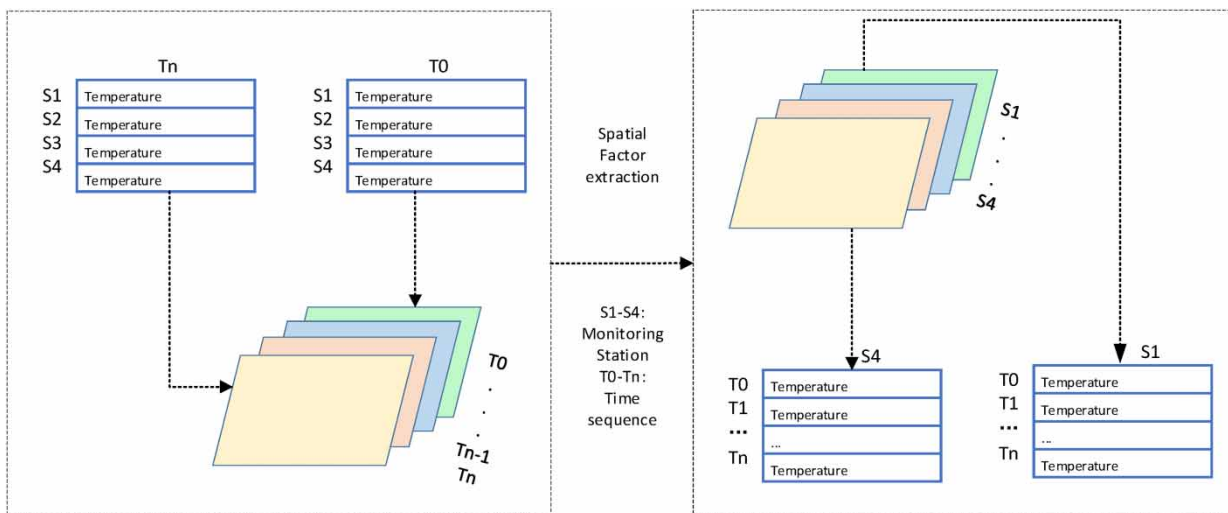 Tn
S1
Temperature
S2
Temperature
S3
Temperature
S4
Temperature
T0
S1
Temperature
S2
Temperature
S3
Temperature
S4
Temperature
T0
.
.
.
Tn-1
Tn
Spatial
Factor
extraction
S1-S4:
Monitoring
Station
T0-Tn:
Time
sequence
S1
.
.
.
S4
S4
T0
Temperature
T1
Temperature
...
...
Tn
Temperature
S1
T0
Temperature
T1
Temperature
...
...
Tn
Temperature